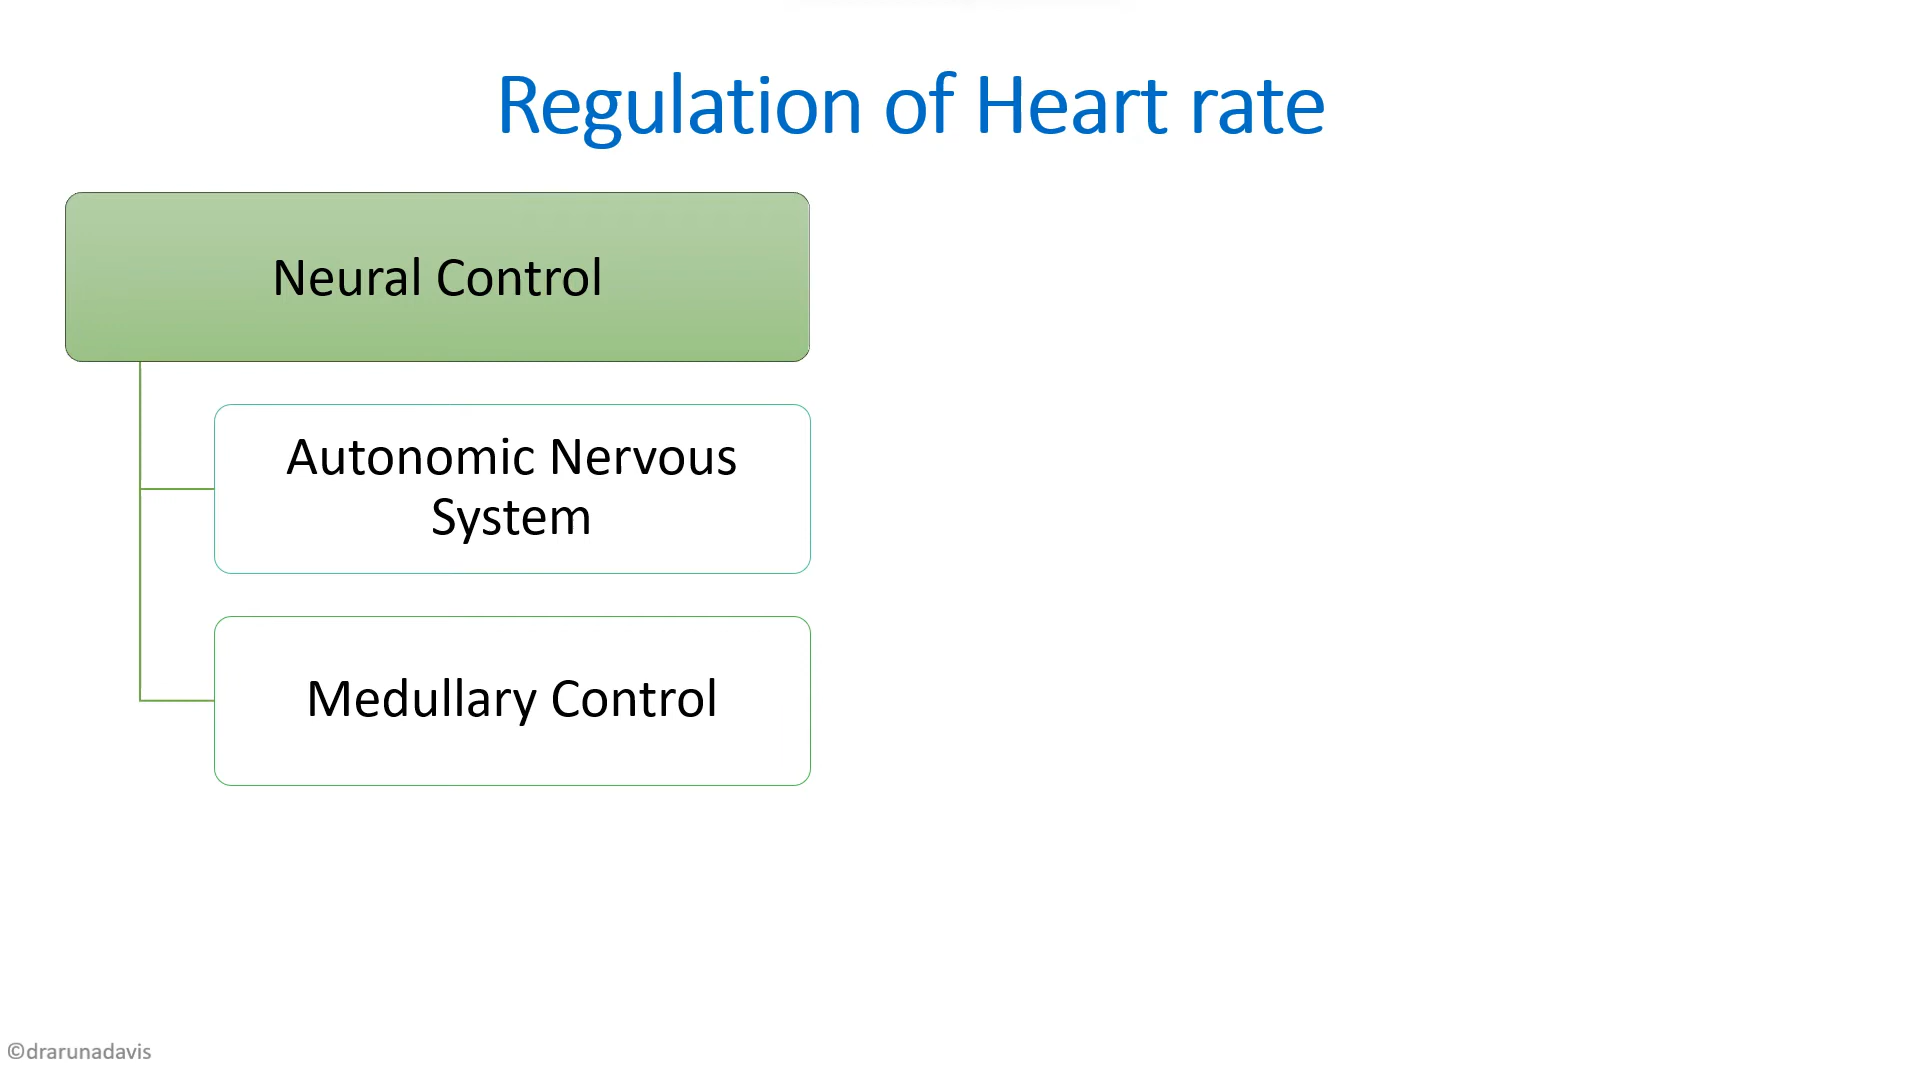 Regulation of Heart rate
Neural Control
Autonomic Nervous
System
Medullary Control
©drarunadavis